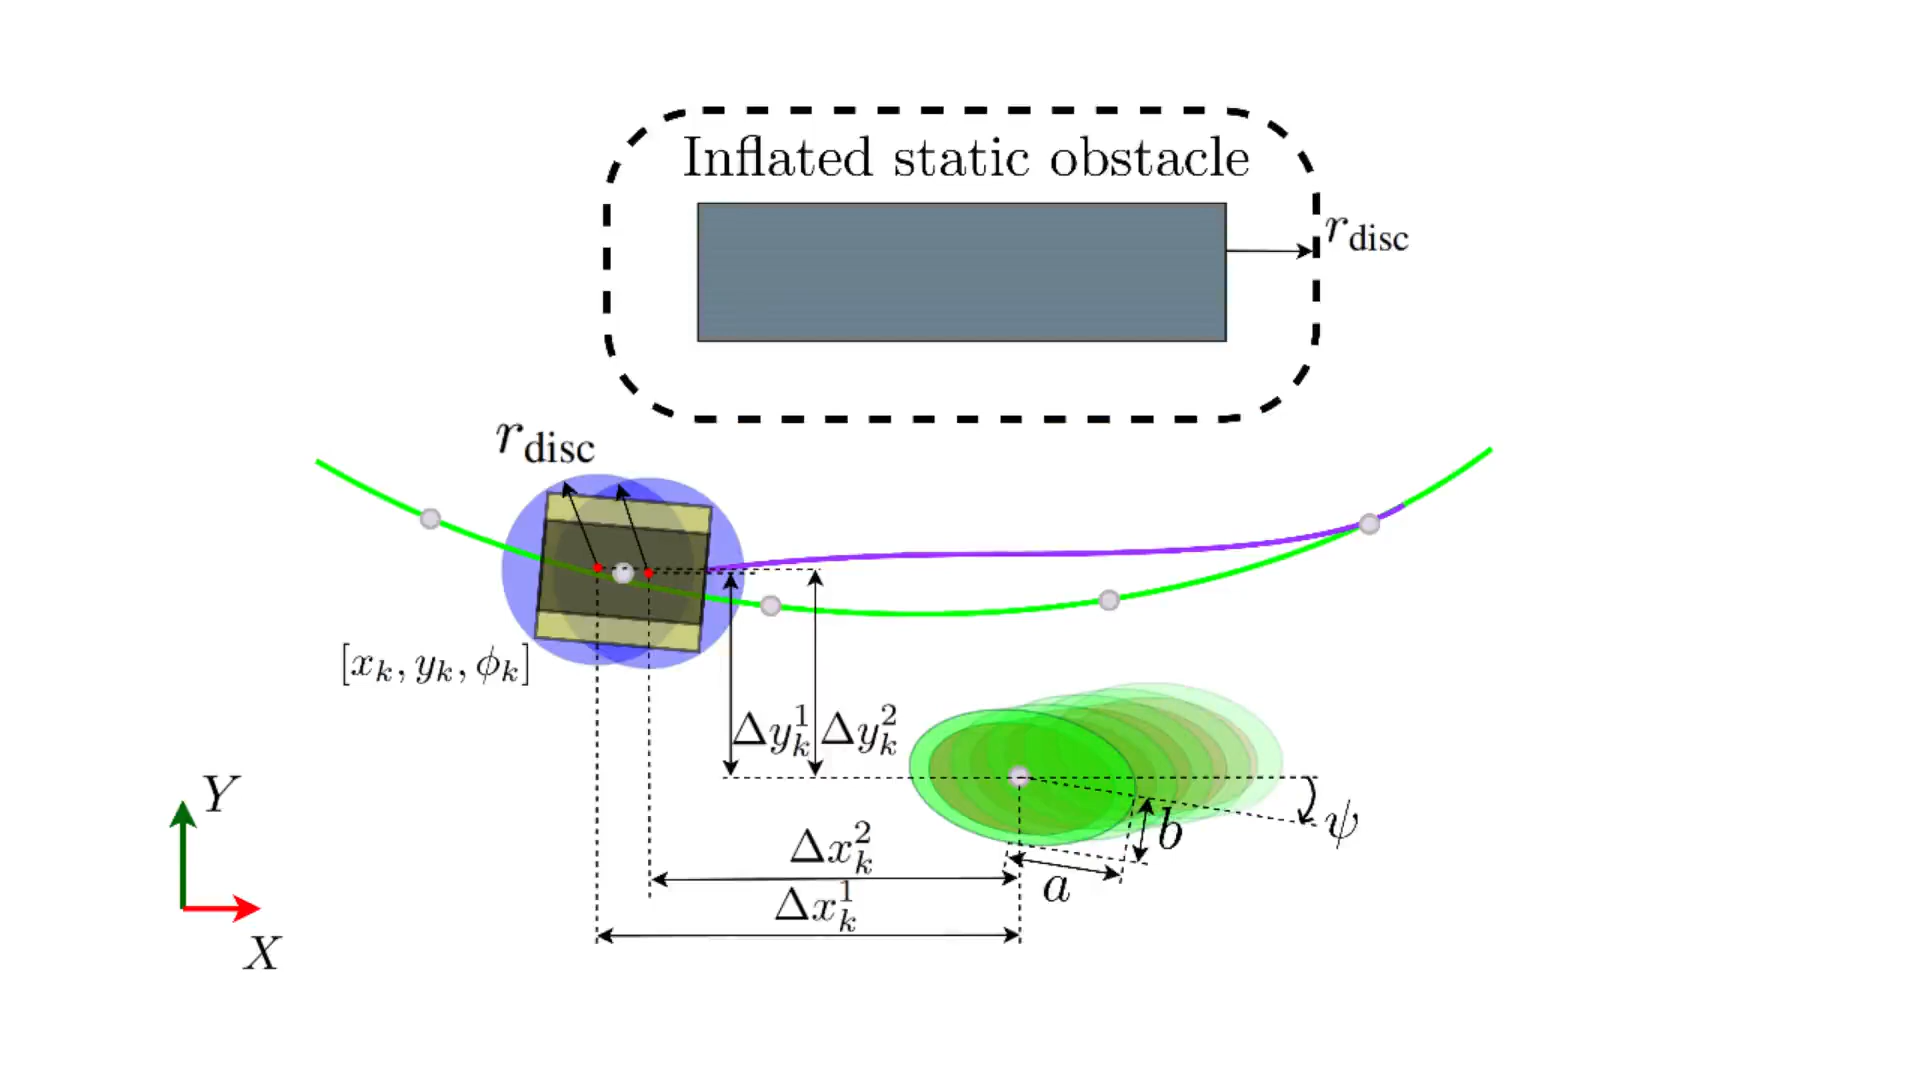 Inflated static obstacle
r_disc
r_disc
[x_k, y_k, ϕ_k]
Δy_k^1
Δy_k^2
Y
ψ
b
Δx_k^2
a
Δx_k^1
X